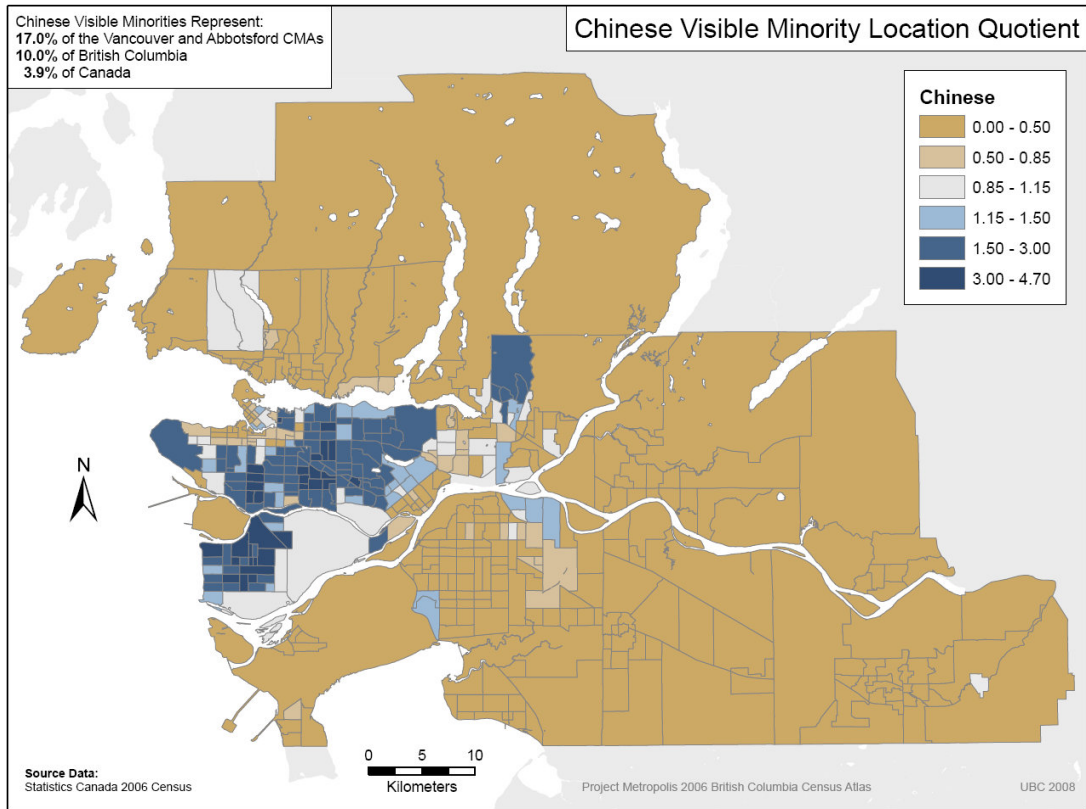 Chinese Visible Minorities Represent:
17.0% of the Vancouver and Abbotsford CMAs
10.0% of British Columbia
3.9% of Canada
Chinese Visible Minority Location Quotient
Chinese
0.00 - 0.50
0.50 - 0.85
0.85 - 1.15
1.15 - 1.50
1.50 - 3.00
3.00 - 4.70
N
0 5 10
Kilometers
Source Data:
Statistics Canada 2006 Census
Project Metropolis 2006 British Columbia Census Atlas
UBC 2008